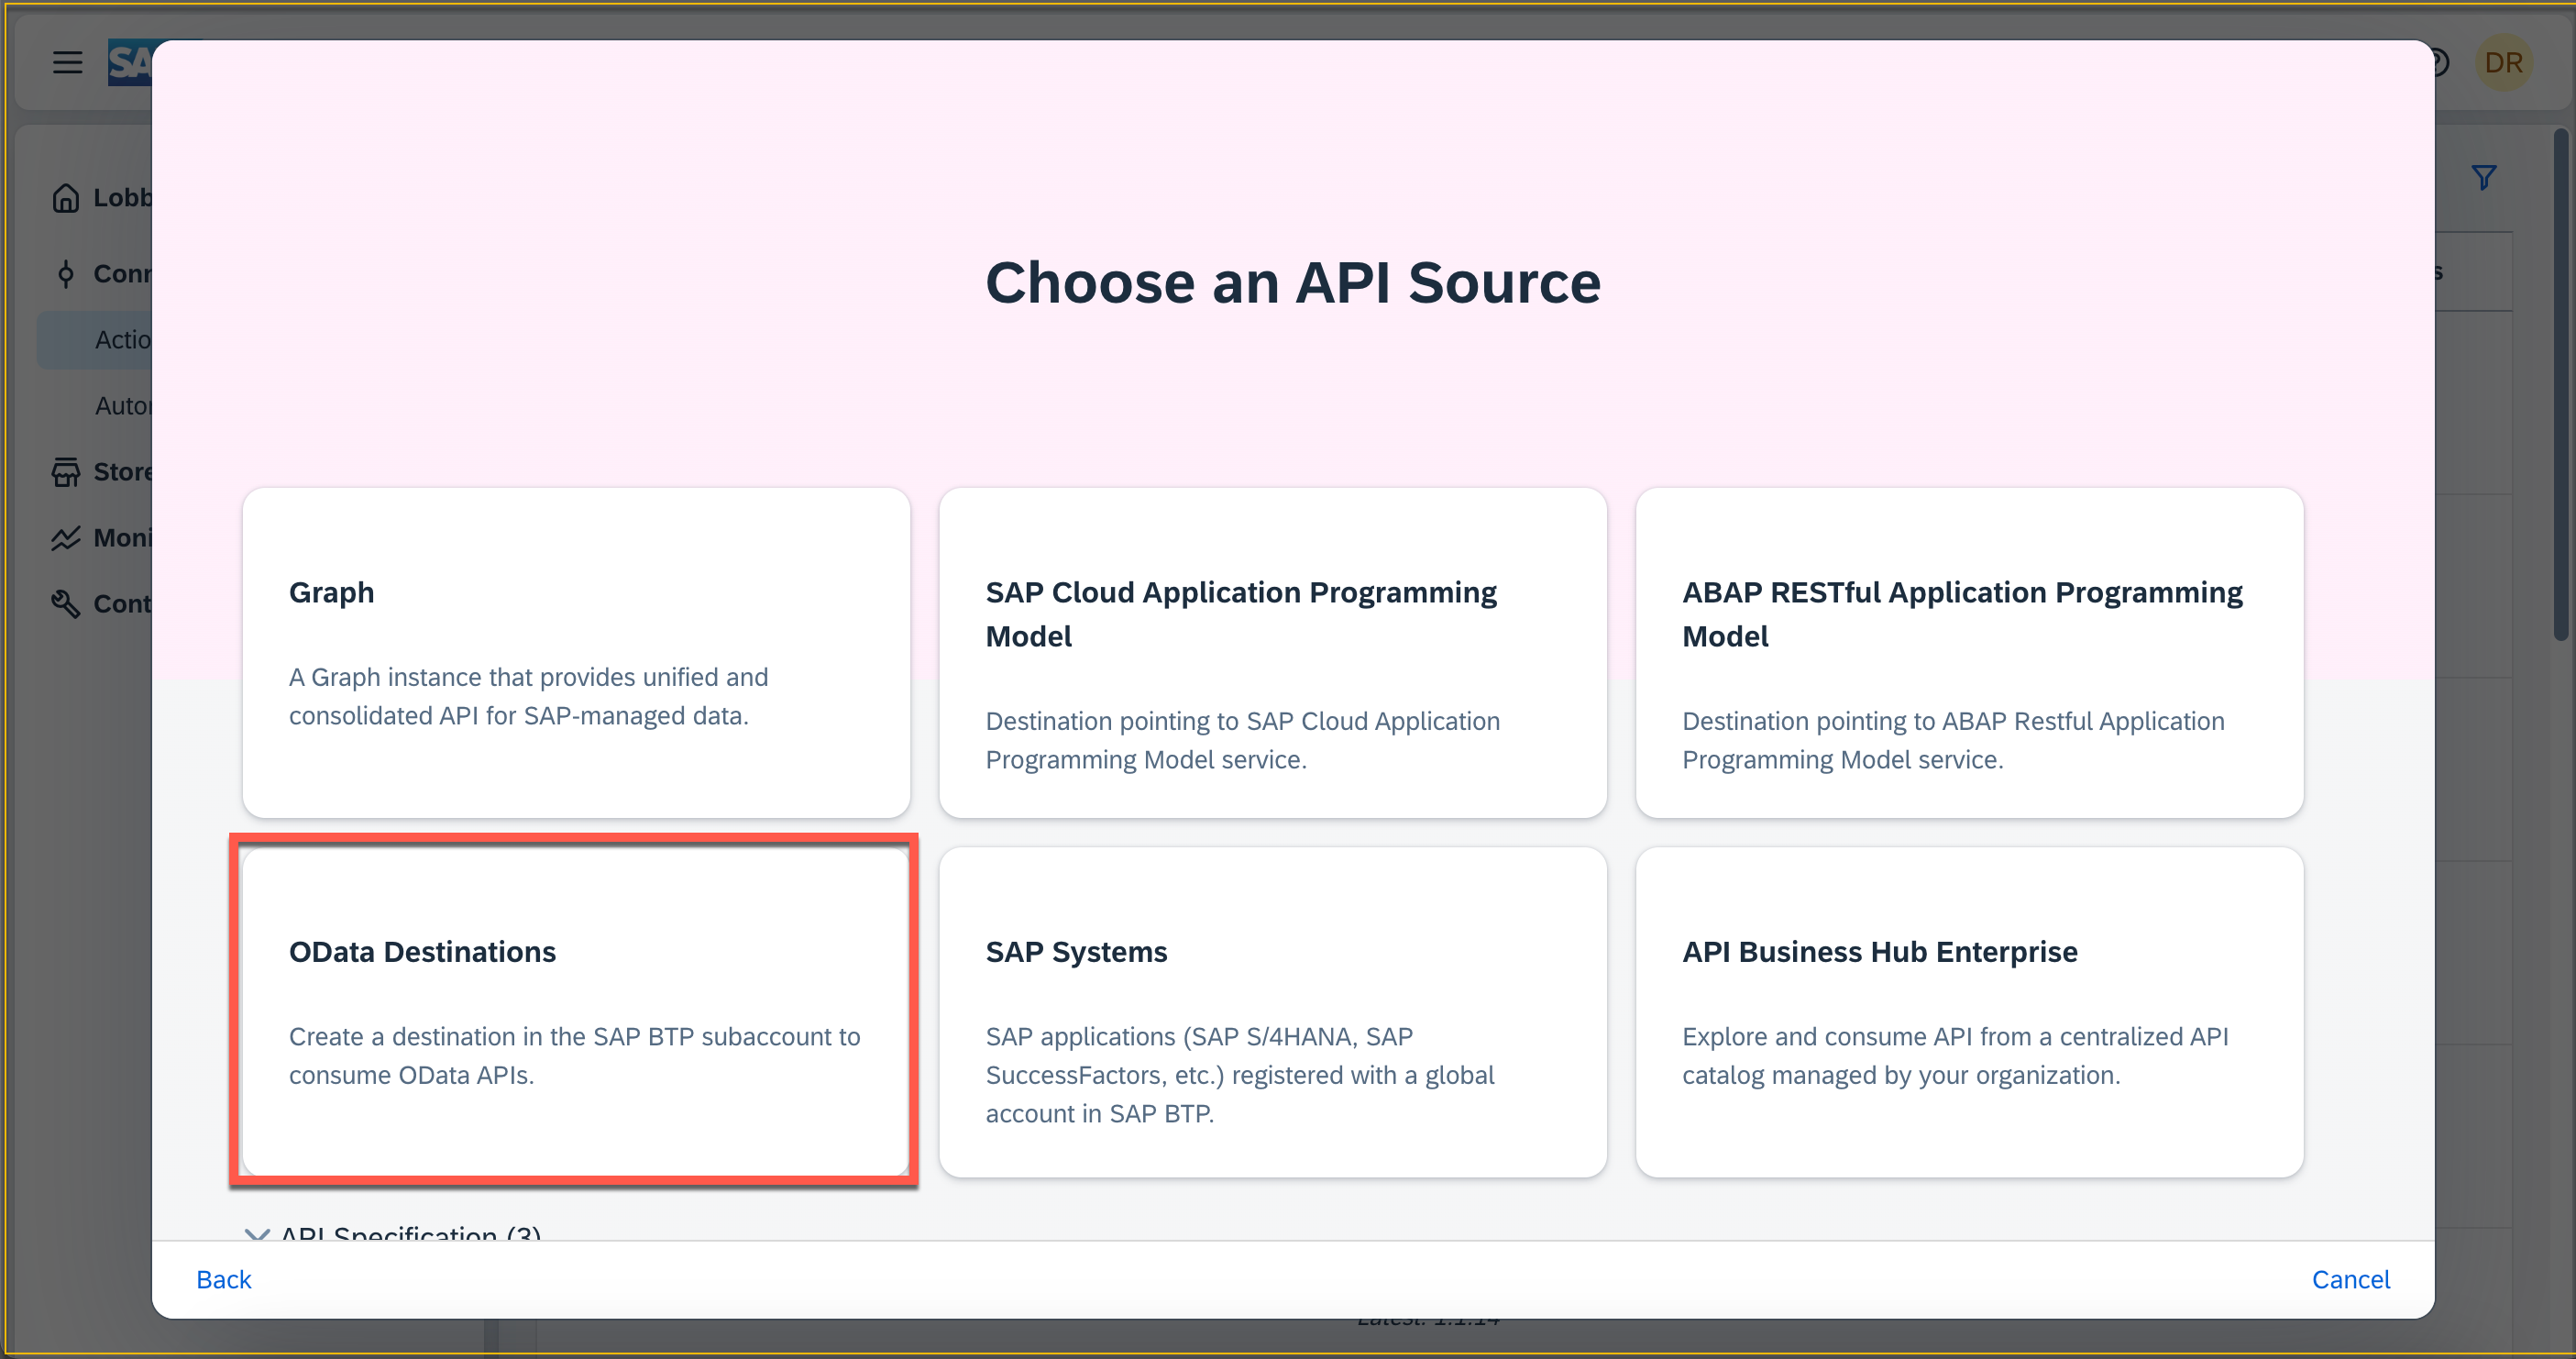 SA
DR
Lobb
Conn
Actio
Autor
Store
Moni
Cont
s
Choose an API Source
Graph
A Graph instance that provides unified and
consolidated API for SAP-managed data.
SAP Cloud Application Programming
Model
Destination pointing to SAP Cloud Application
Programming Model service.
ABAP RESTful Application Programming
Model
Destination pointing to ABAP Restful Application
Programming Model service.
OData Destinations
Create a destination in the SAP BTP subaccount to
consume OData APIs.
SAP Systems
SAP applications (SAP S/4HANA, SAP
SuccessFactors, etc.) registered with a global
account in SAP BTP.
API Business Hub Enterprise
Explore and consume API from a centralized API
catalog managed by your organization.
API Specification (3)
Back
Cancel
Latest: 1.1.14